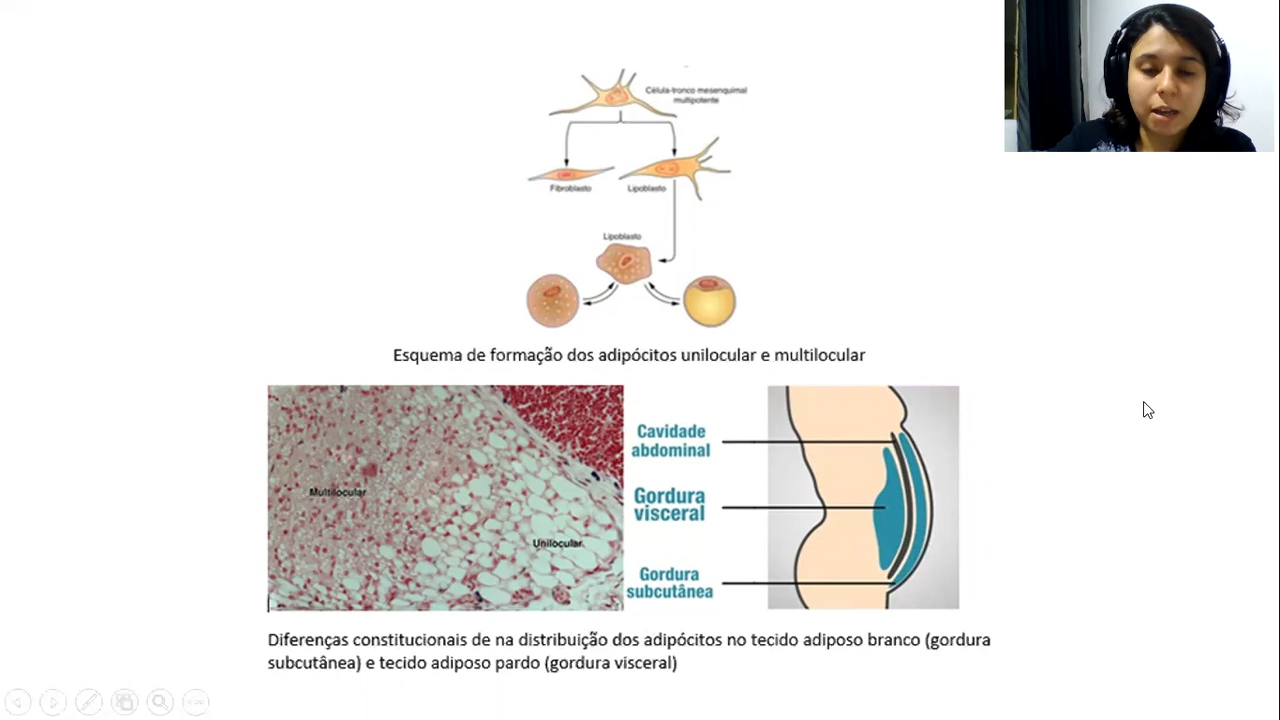 Célula-tronco mesenquimal
multipotente
Fibroblasto
Lipoblasto
Lipoblasto
Esquema de formação dos adipócitos unilocular e multilocular
Multilocular
Unilocular
Cavidade
abdominal
Gordura
visceral
Gordura
subcutânea
Diferenças constitucionais de na distribuição dos adipócitos no tecido adiposo branco (gordura
subcutânea) e tecido adiposo pardo (gordura visceral)